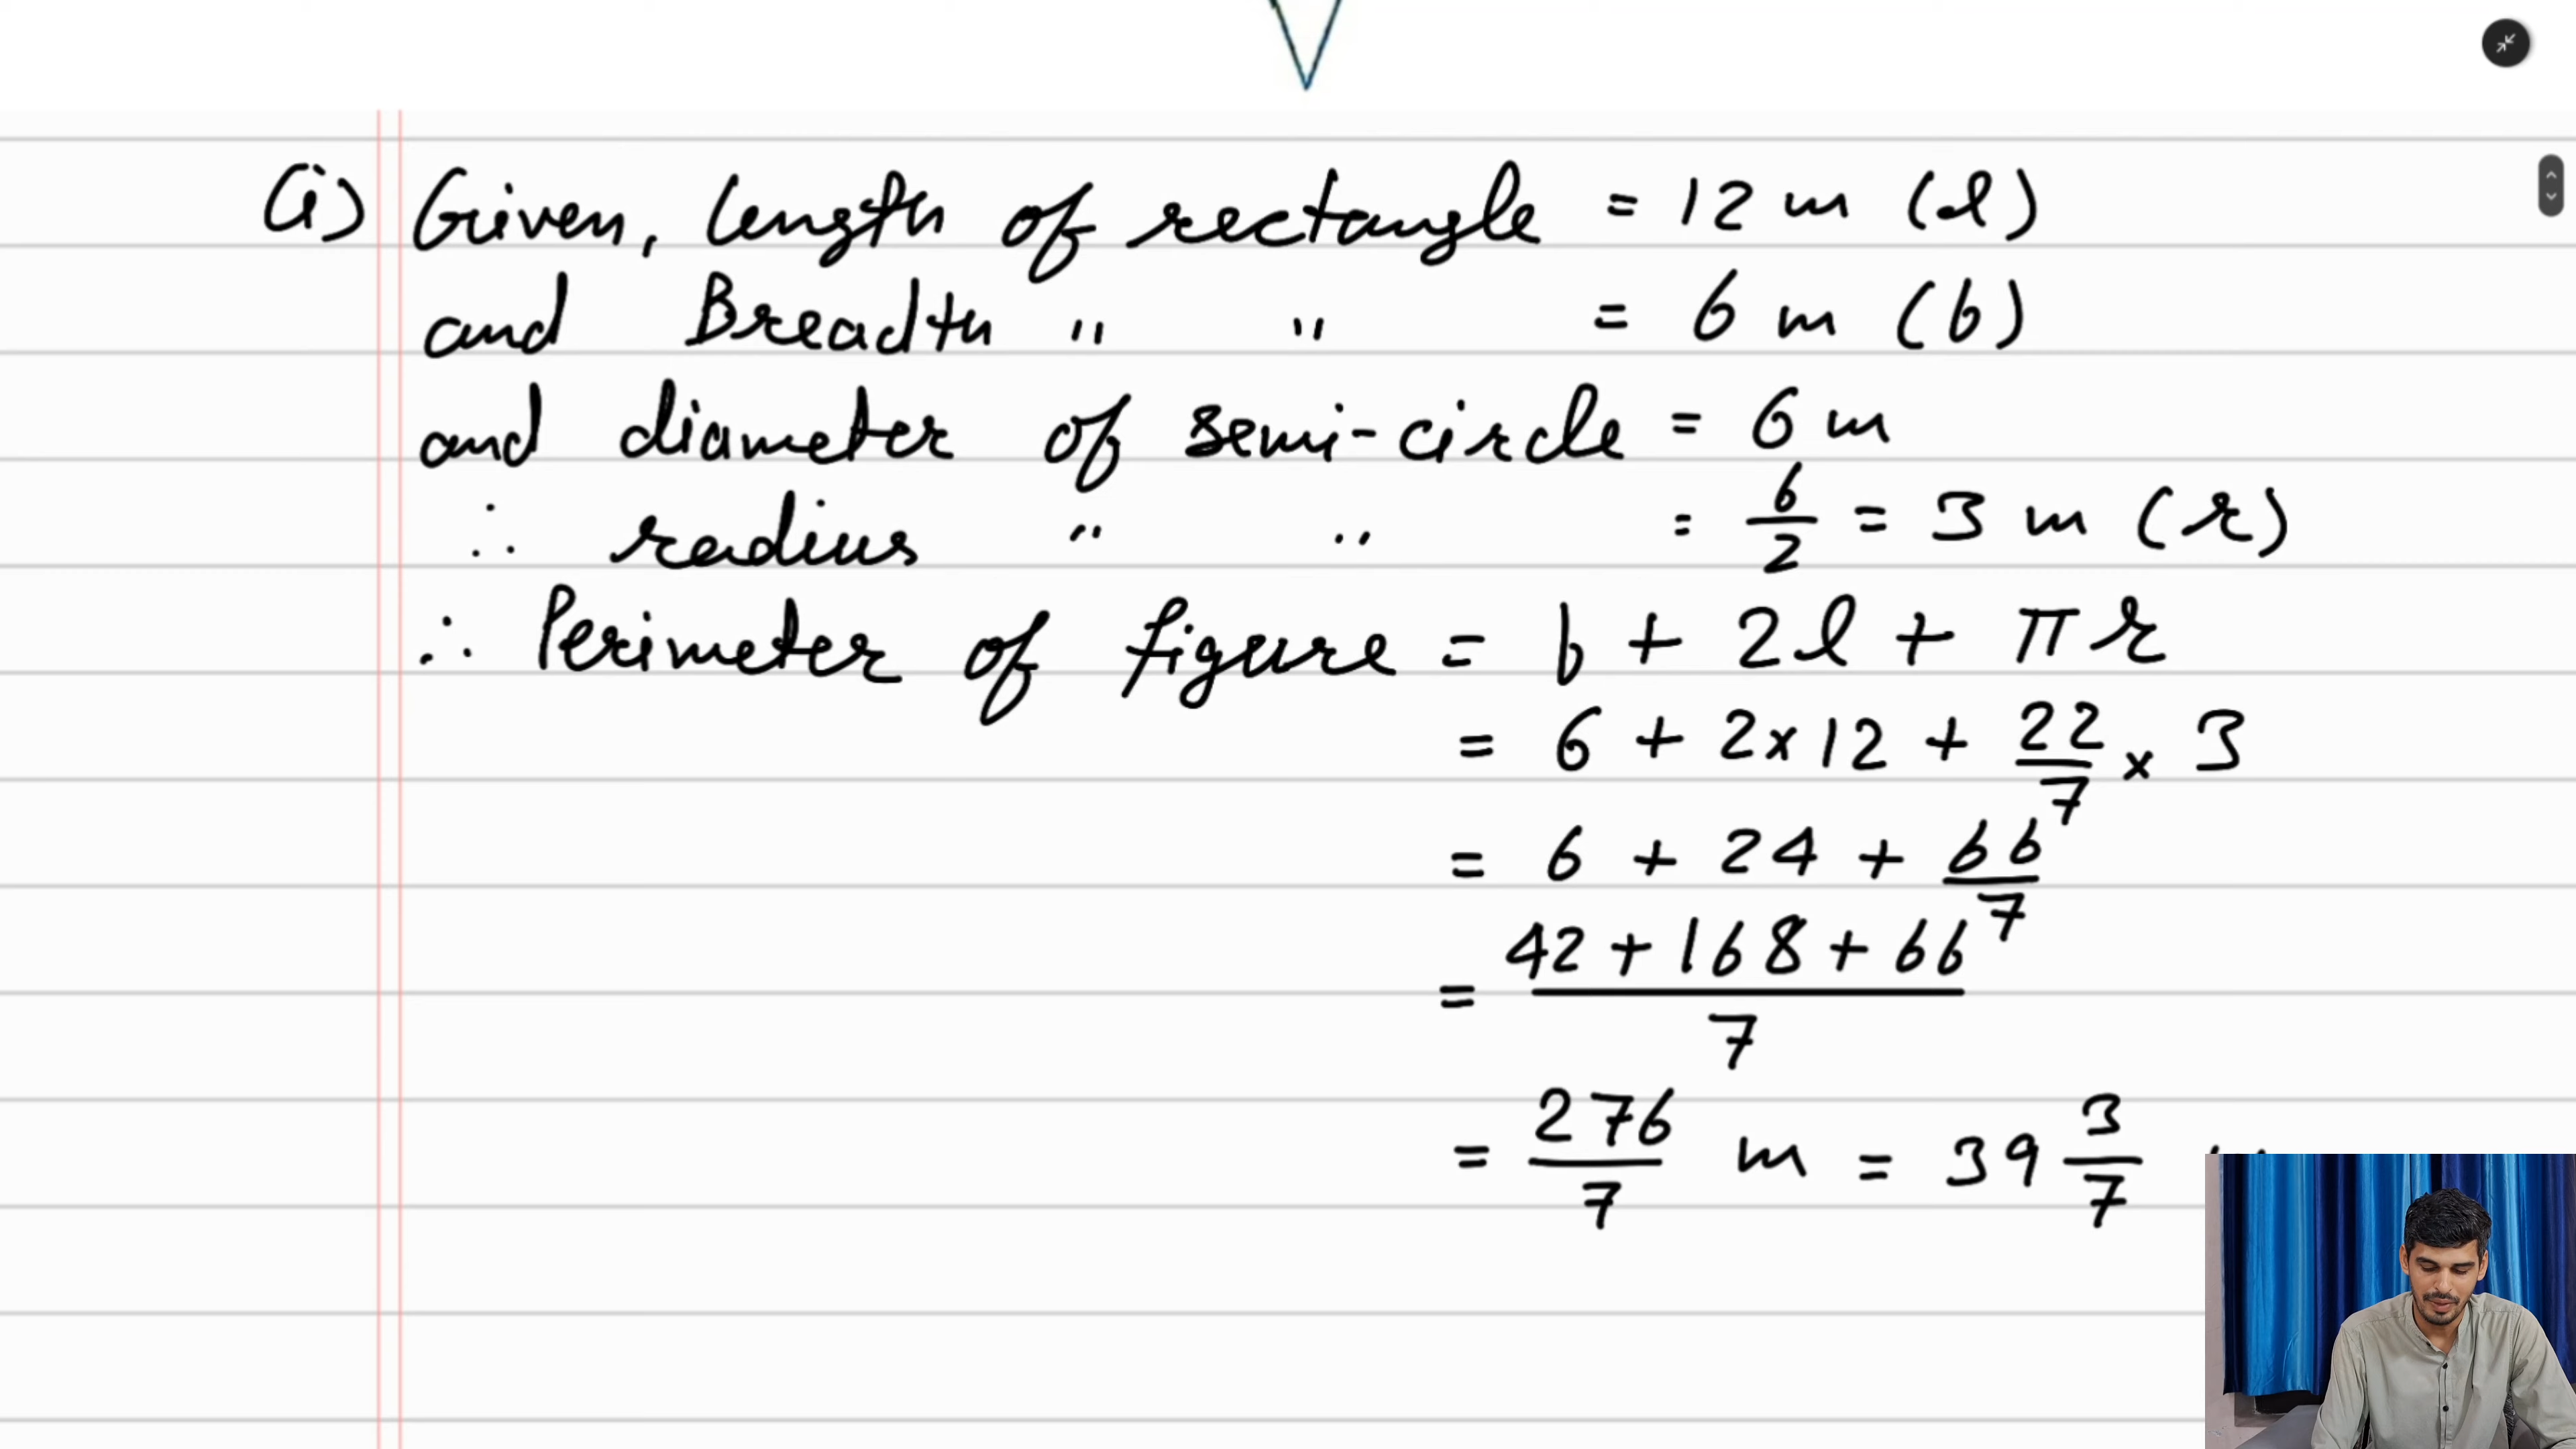 (i) Given, length of rectangle = 12 m (l)
and Breadth " " = 6 m (b)
and diameter of semi-circle = 6 m
∴ radius " " = 6/2 = 3 m (r)
∴ Perimeter of figure = b + 2l + πr
= 6 + 2×12 + 22/7 × 3
= 6 + 24 + 66/7
= 42 + 168 + 66 / 7
= 276/7 m = 39 3/7